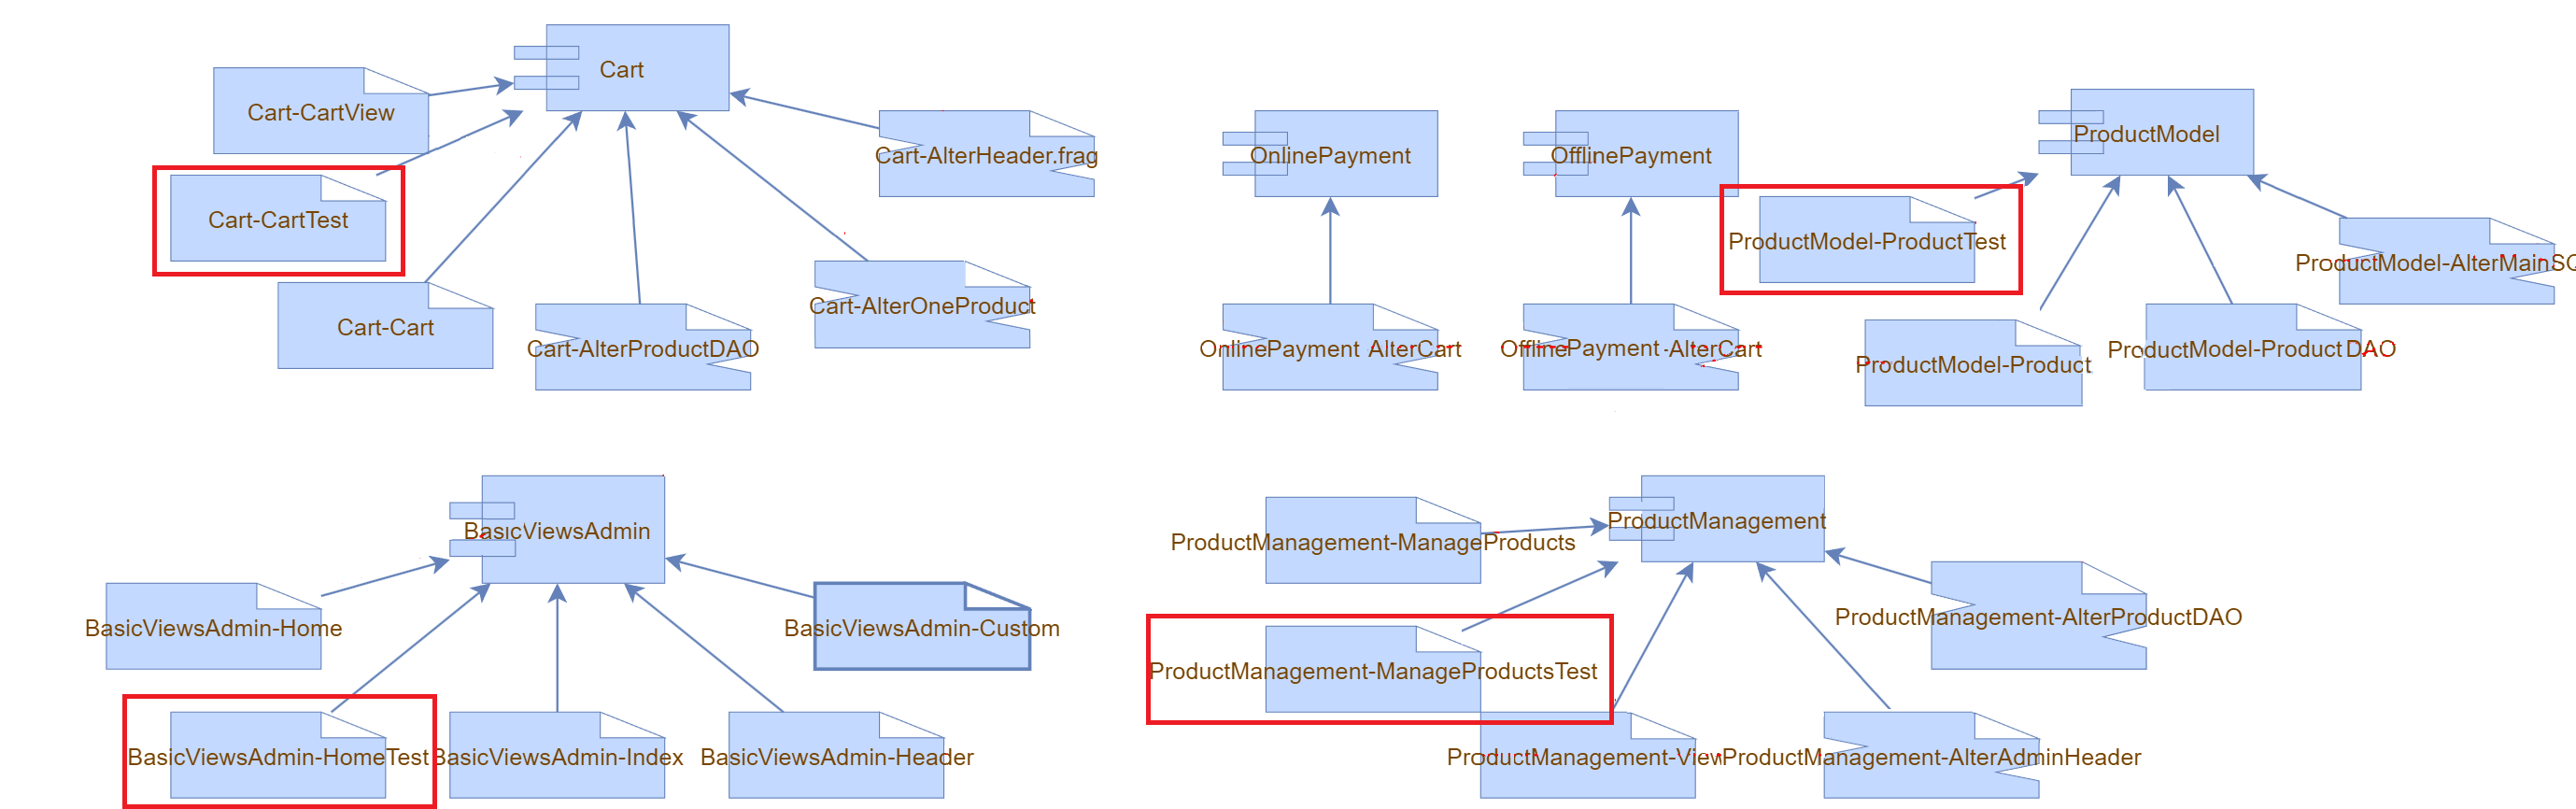 Cart
Cart-CartView
Cart-CartTest
Cart-Cart
Cart-AlterProductDAO
Cart-AlterOneProduct
Cart-AlterHeader.frag
OnlinePayment
OnlinePayment AlterCart
OfflinePayment
OfflinePayment -AlterCart
ProductModel
ProductModel-ProductTest
ProductModel-Product
ProductModel-Product DAO
ProductModel-AlterMain SQ
BasicViewsAdmin
BasicViewsAdmin-Home
BasicViewsAdmin-HomeTest
BasicViewsAdmin-Index
BasicViewsAdmin-Header
BasicViewsAdmin-Custom
ProductManagement
ProductManagement-ManageProducts
ProductManagement-ManageProductsTest
ProductManagement-View
ProductManagement-AlterAdminHeader
ProductManagement-AlterProductDAO